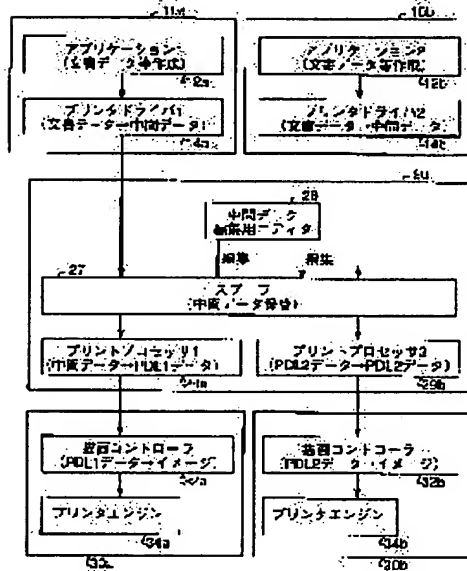 10a
10b
アプリケーション
(文書データ等作成)
12a
アプリケーション2
(文書データ等作成)
12b
プリンタドライバ1
(文書データ→中間データ)
14a
プリンタドライバ2
(文書データ→中間データ)
14b
28
中間データ
編集用エディタ
編集
27
スプーラ
(中間データ保管)
プリントプロセッサ1
(中間データ→PDL1データ)
プリントプロセッサ2
(PDL2データ→PDL2データ)
29b
描画コントローラ
(PDL1データ→イメージ)
32a
描画コントローラ
(PDL2データ→イメージ)
32b
プリンタエンジン
34a
プリンタエンジン
34b
30b